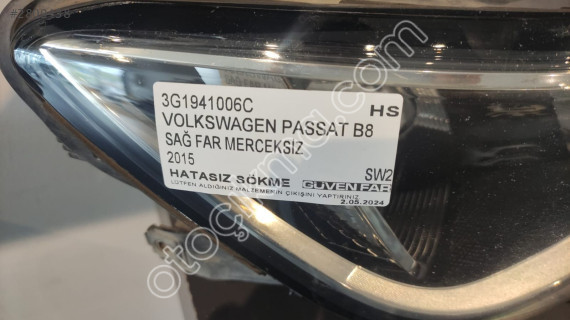 3G1941006C
HS
VOLKSWAGEN PASSAT B8
SAĞ FAR MERCEKSİZ
2015
SW2
HATASIZ SÖKME GÜVEN FAR
LÜTFEN ALDIĞINIZ MALZEMENİN ÇIKIŞINI YAPTIRINIZ
2.05.2024
otoçıkma.com